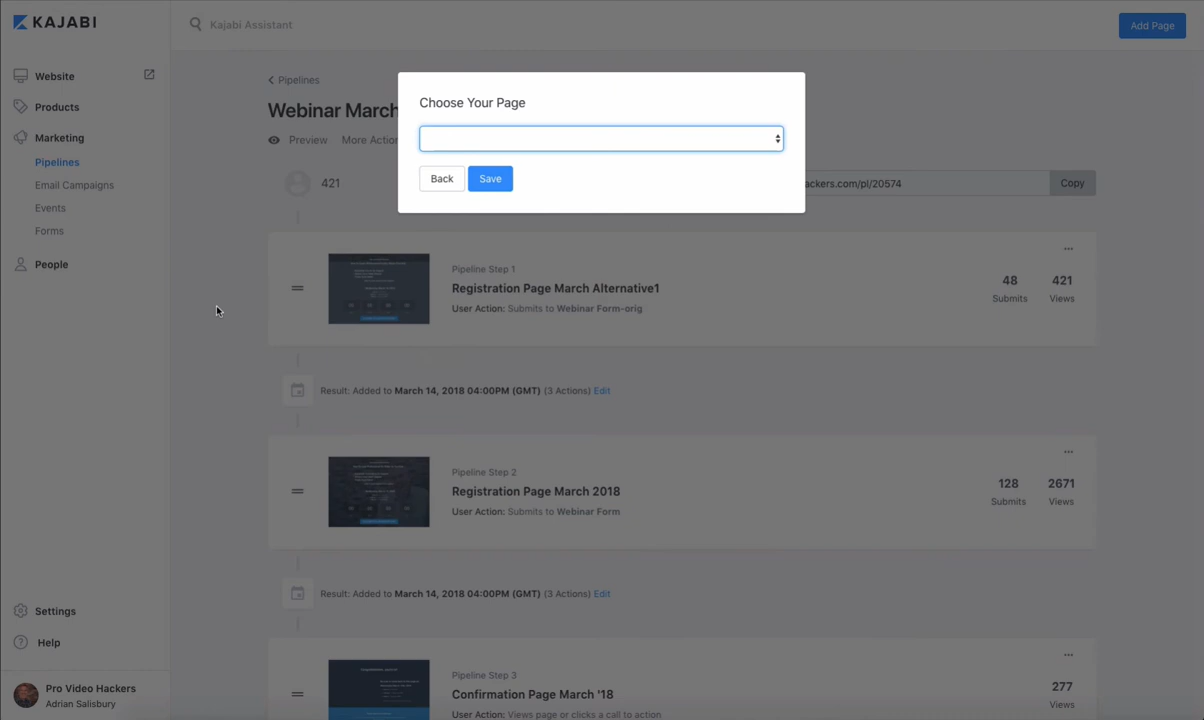 KAJABI
Kajabi Assistant
Add Page
Website
Products
Marketing
Pipelines
Email Campaigns
Events
Forms
People
Settings
Help
Pro Video Hackers
Adrian Salisbury
Pipelines
Webinar March
Preview More Action
Choose Your Page
Back Save
421
ackers.com/pl/20574 Copy
Pipeline Step 1
Registration Page March Alternative1
User Action: Submits to Webinar Form-orig
48 421
Submits Views
Result: Added to March 14, 2018 04:00PM (GMT) (3 Actions) Edit
Pipeline Step 2
Registration Page March 2018
User Action: Submits to Webinar Form
128 2671
Submits Views
Result: Added to March 14, 2018 04:00PM (GMT) (3 Actions) Edit
Pipeline Step 3
Confirmation Page March '18
User Action: Views page or clicks a call to action
277
Views